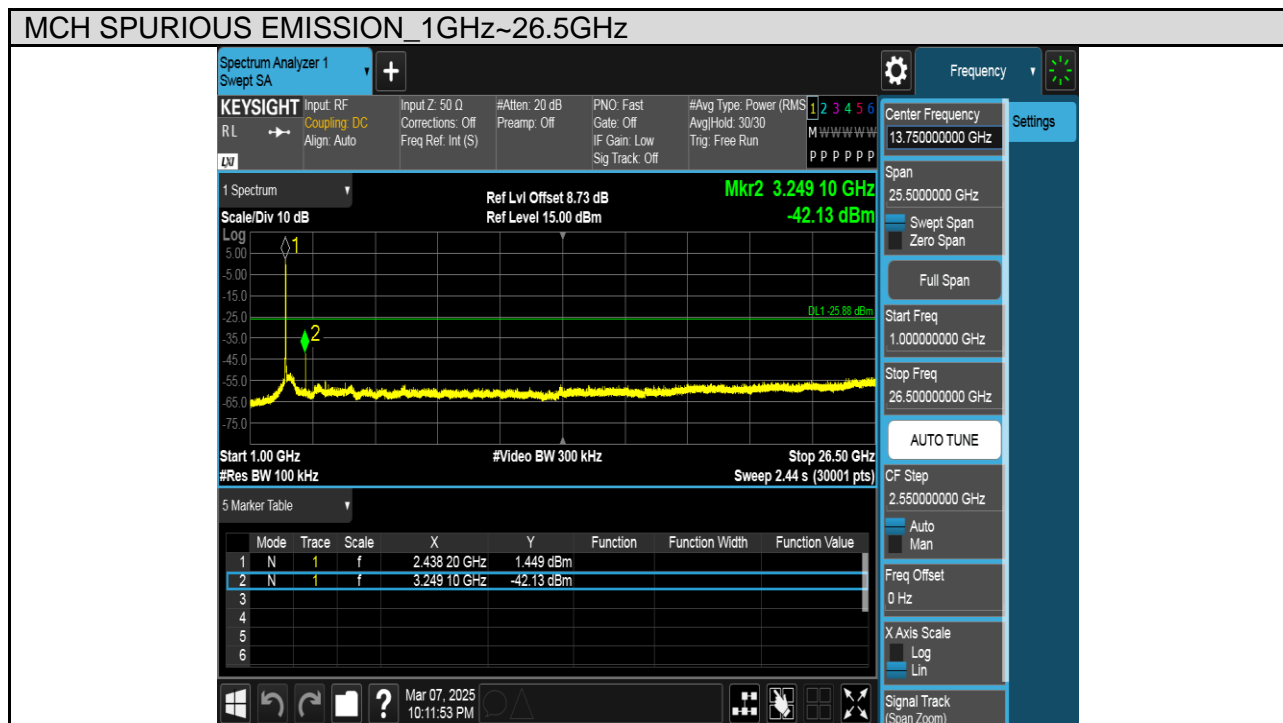 MCH SPURIOUS EMISSION_1GHz~26.5GHz
Spectrum Analyzer 1
Swept SA
+
Frequency
KEYSIGHT
RL
LXI
Input: RF
Coupling: DC
Align: Auto
Input Z: 50 Ω
Corrections: Off
Freq Ref: Int (S)
#Atten: 20 dB
Preamp: Off
PNO: Fast
Gate: Off
IF Gain: Low
Sig Track: Off
#Avg Type: Power (RMS
Avg|Hold: 30/30
Trig: Free Run
1 2 3 4 5 6
M W W W W W
P P P P P P
1 Spectrum
Scale/Div 10 dB
Ref Lvl Offset 8.73 dB
Ref Level 15.00 dBm
Mkr2 3.249 10 GHz
-42.13 dBm
Log
5.00
-5.00
-15.0
-25.0
-35.0
-45.0
-55.0
-65.0
-75.0
1
2
DL1 -25.88 dBm
Start 1.00 GHz
#Video BW 300 kHz
Stop 26.50 GHz
#Res BW 100 kHz
Sweep 2.44 s (30001 pts)
5 Marker Table
Mode Trace Scale X Y Function Function Width Function Value
1 N 1 f 2.438 20 GHz 1.449 dBm
2 N 1 f 3.249 10 GHz -42.13 dBm
3
4
5
6
?
Mar 07, 2025
10:11:53 PM
Center Frequency
13.750000000 GHz
Settings
Span
25.5000000 GHz
Swept Span
Zero Span
Full Span
Start Freq
1.000000000 GHz
Stop Freq
26.500000000 GHz
AUTO TUNE
CF Step
2.550000000 GHz
Auto
Man
Freq Offset
0 Hz
X Axis Scale
Log
Lin
Signal Track
(Span Zoom)